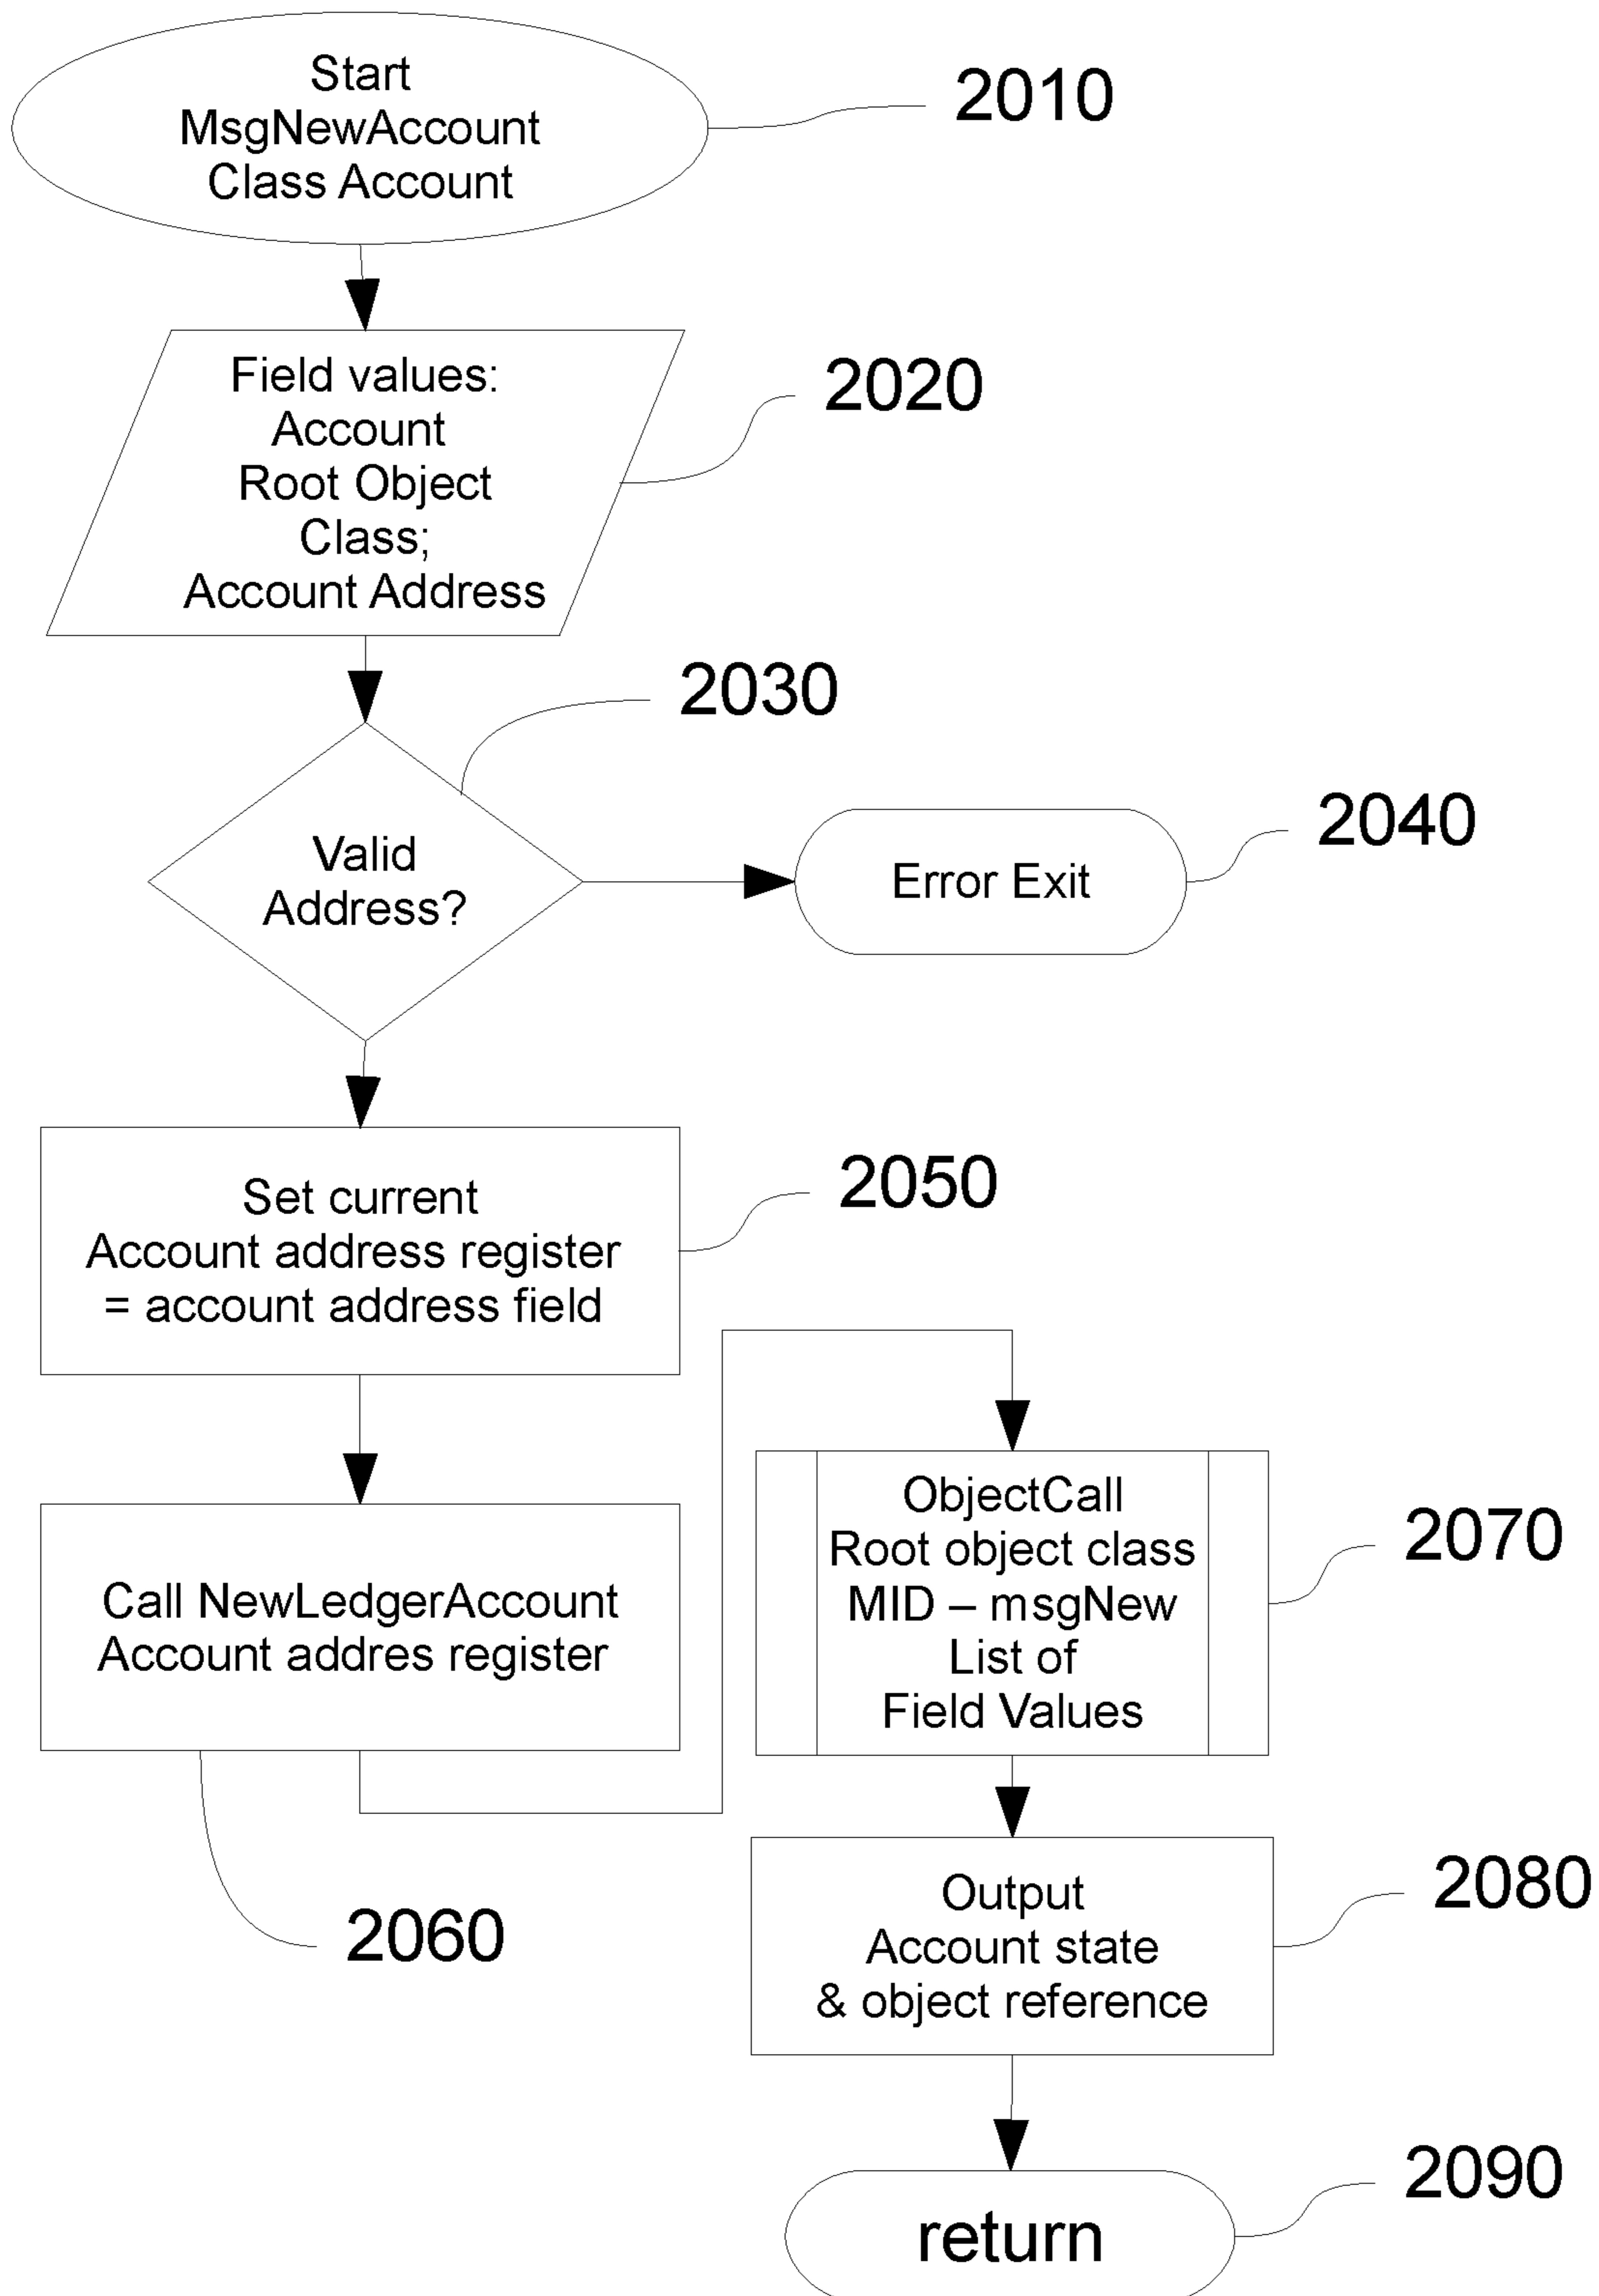 Start
MsgNewAccount
Class Account
2010
Field values:
Account
Root Object
Class;
Account Address
2020
2030
Valid
Address?
Error Exit
2040
Set current
Account address register
= account address field
2050
Call NewLedgerAccount
Account addres register
2060
ObjectCall
Root object class
MID – msgNew
List of
Field Values
2070
Output
Account state
& object reference
2080
return
2090